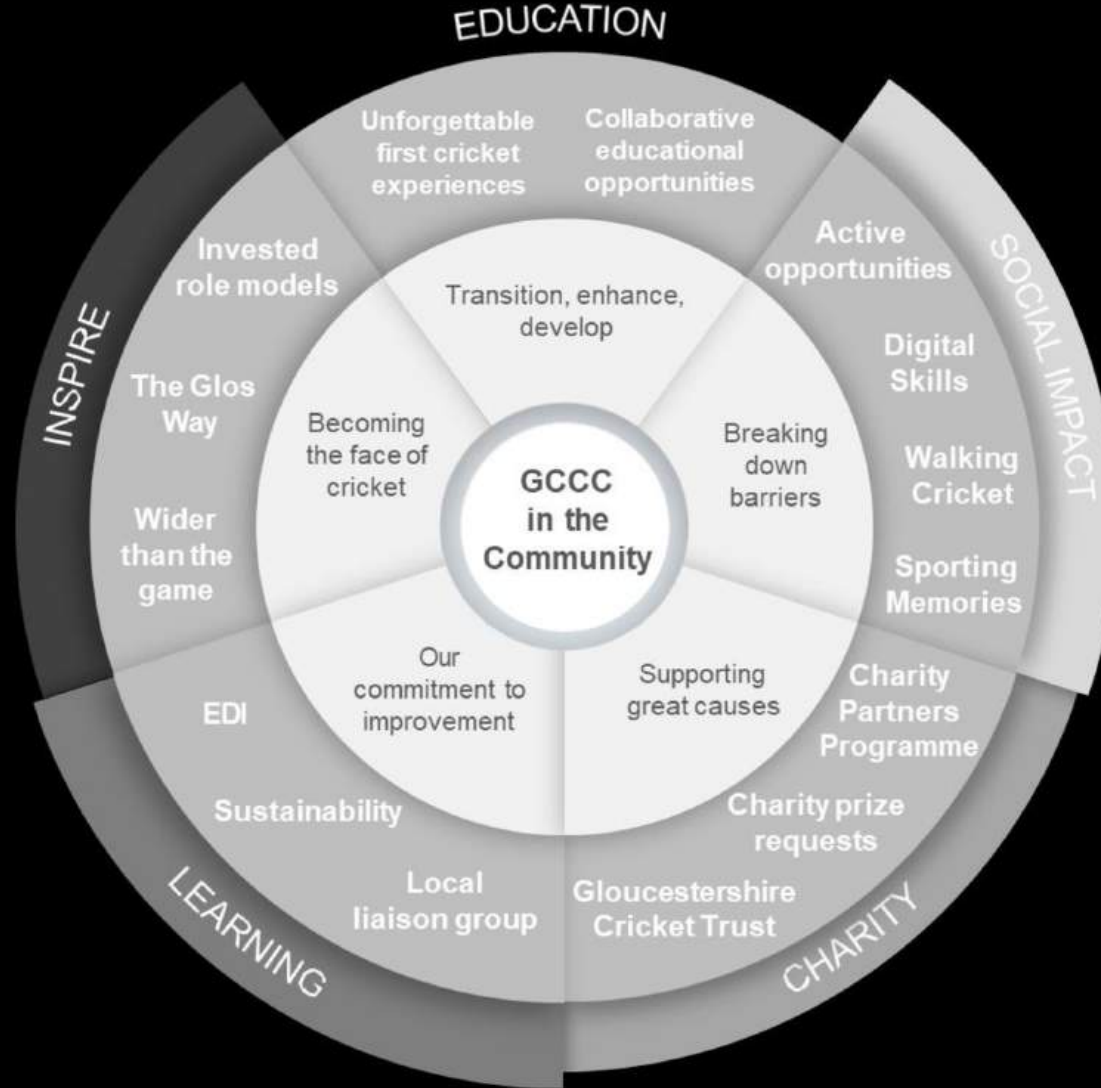 EDUCATION
Unforgettable
first cricket
experiences
Collaborative
educational
opportunities
Transition, enhance,
develop
SOCIAL IMPACT
Active
opportunities
Digital
Skills
Walking
Cricket
Sporting
Memories
Breaking
down
barriers
CHARITY
Charity
Partners
Programme
Charity prize
requests
Gloucestershire
Cricket Trust
Supporting
great causes
LEARNING
EDI
Sustainability
Local
liaison group
Our
commitment to
improvement
INSPIRE
Invested
role models
The Glos
Way
Wider
than the
game
Becoming
the face of
cricket
GCCC
in the
Community